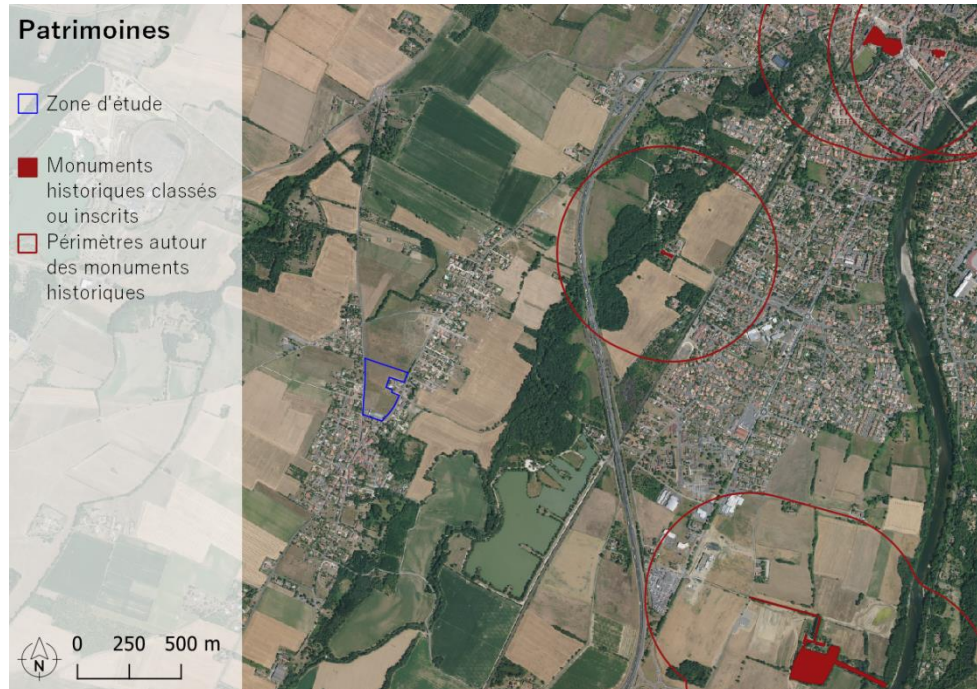 Patrimoines
Zone d'étude
Monuments
historiques classés
ou inscrits
Périmètres autour
des monuments
historiques
N
0 250 500 m